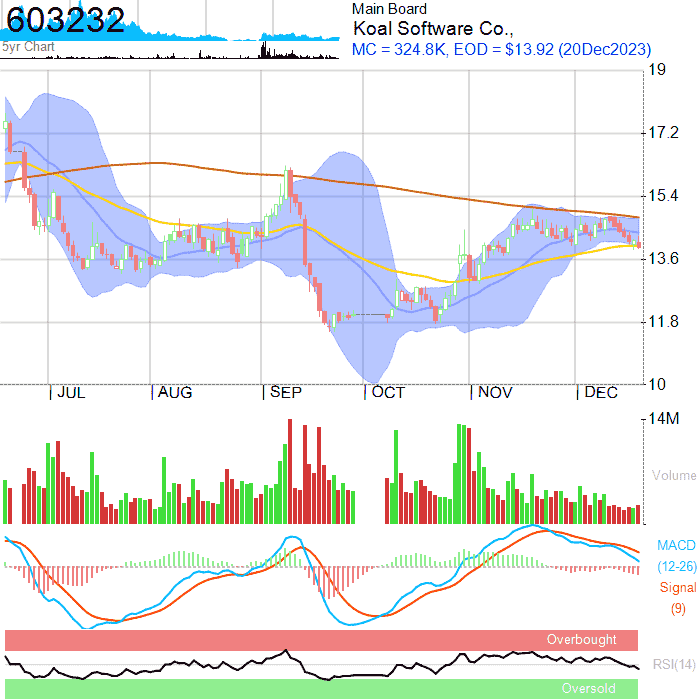 603232
5yr Chart
Main Board
Koal Software Co.,
MC = 324.8K, EOD = $13.92 (20Dec2023)
19
17.2
15.4
13.6
11.8
10
JUL AUG SEP OCT NOV DEC
14M
Volume
MACD
(12-26)
Signal
(9)
Overbought
RSI(14)
Oversold